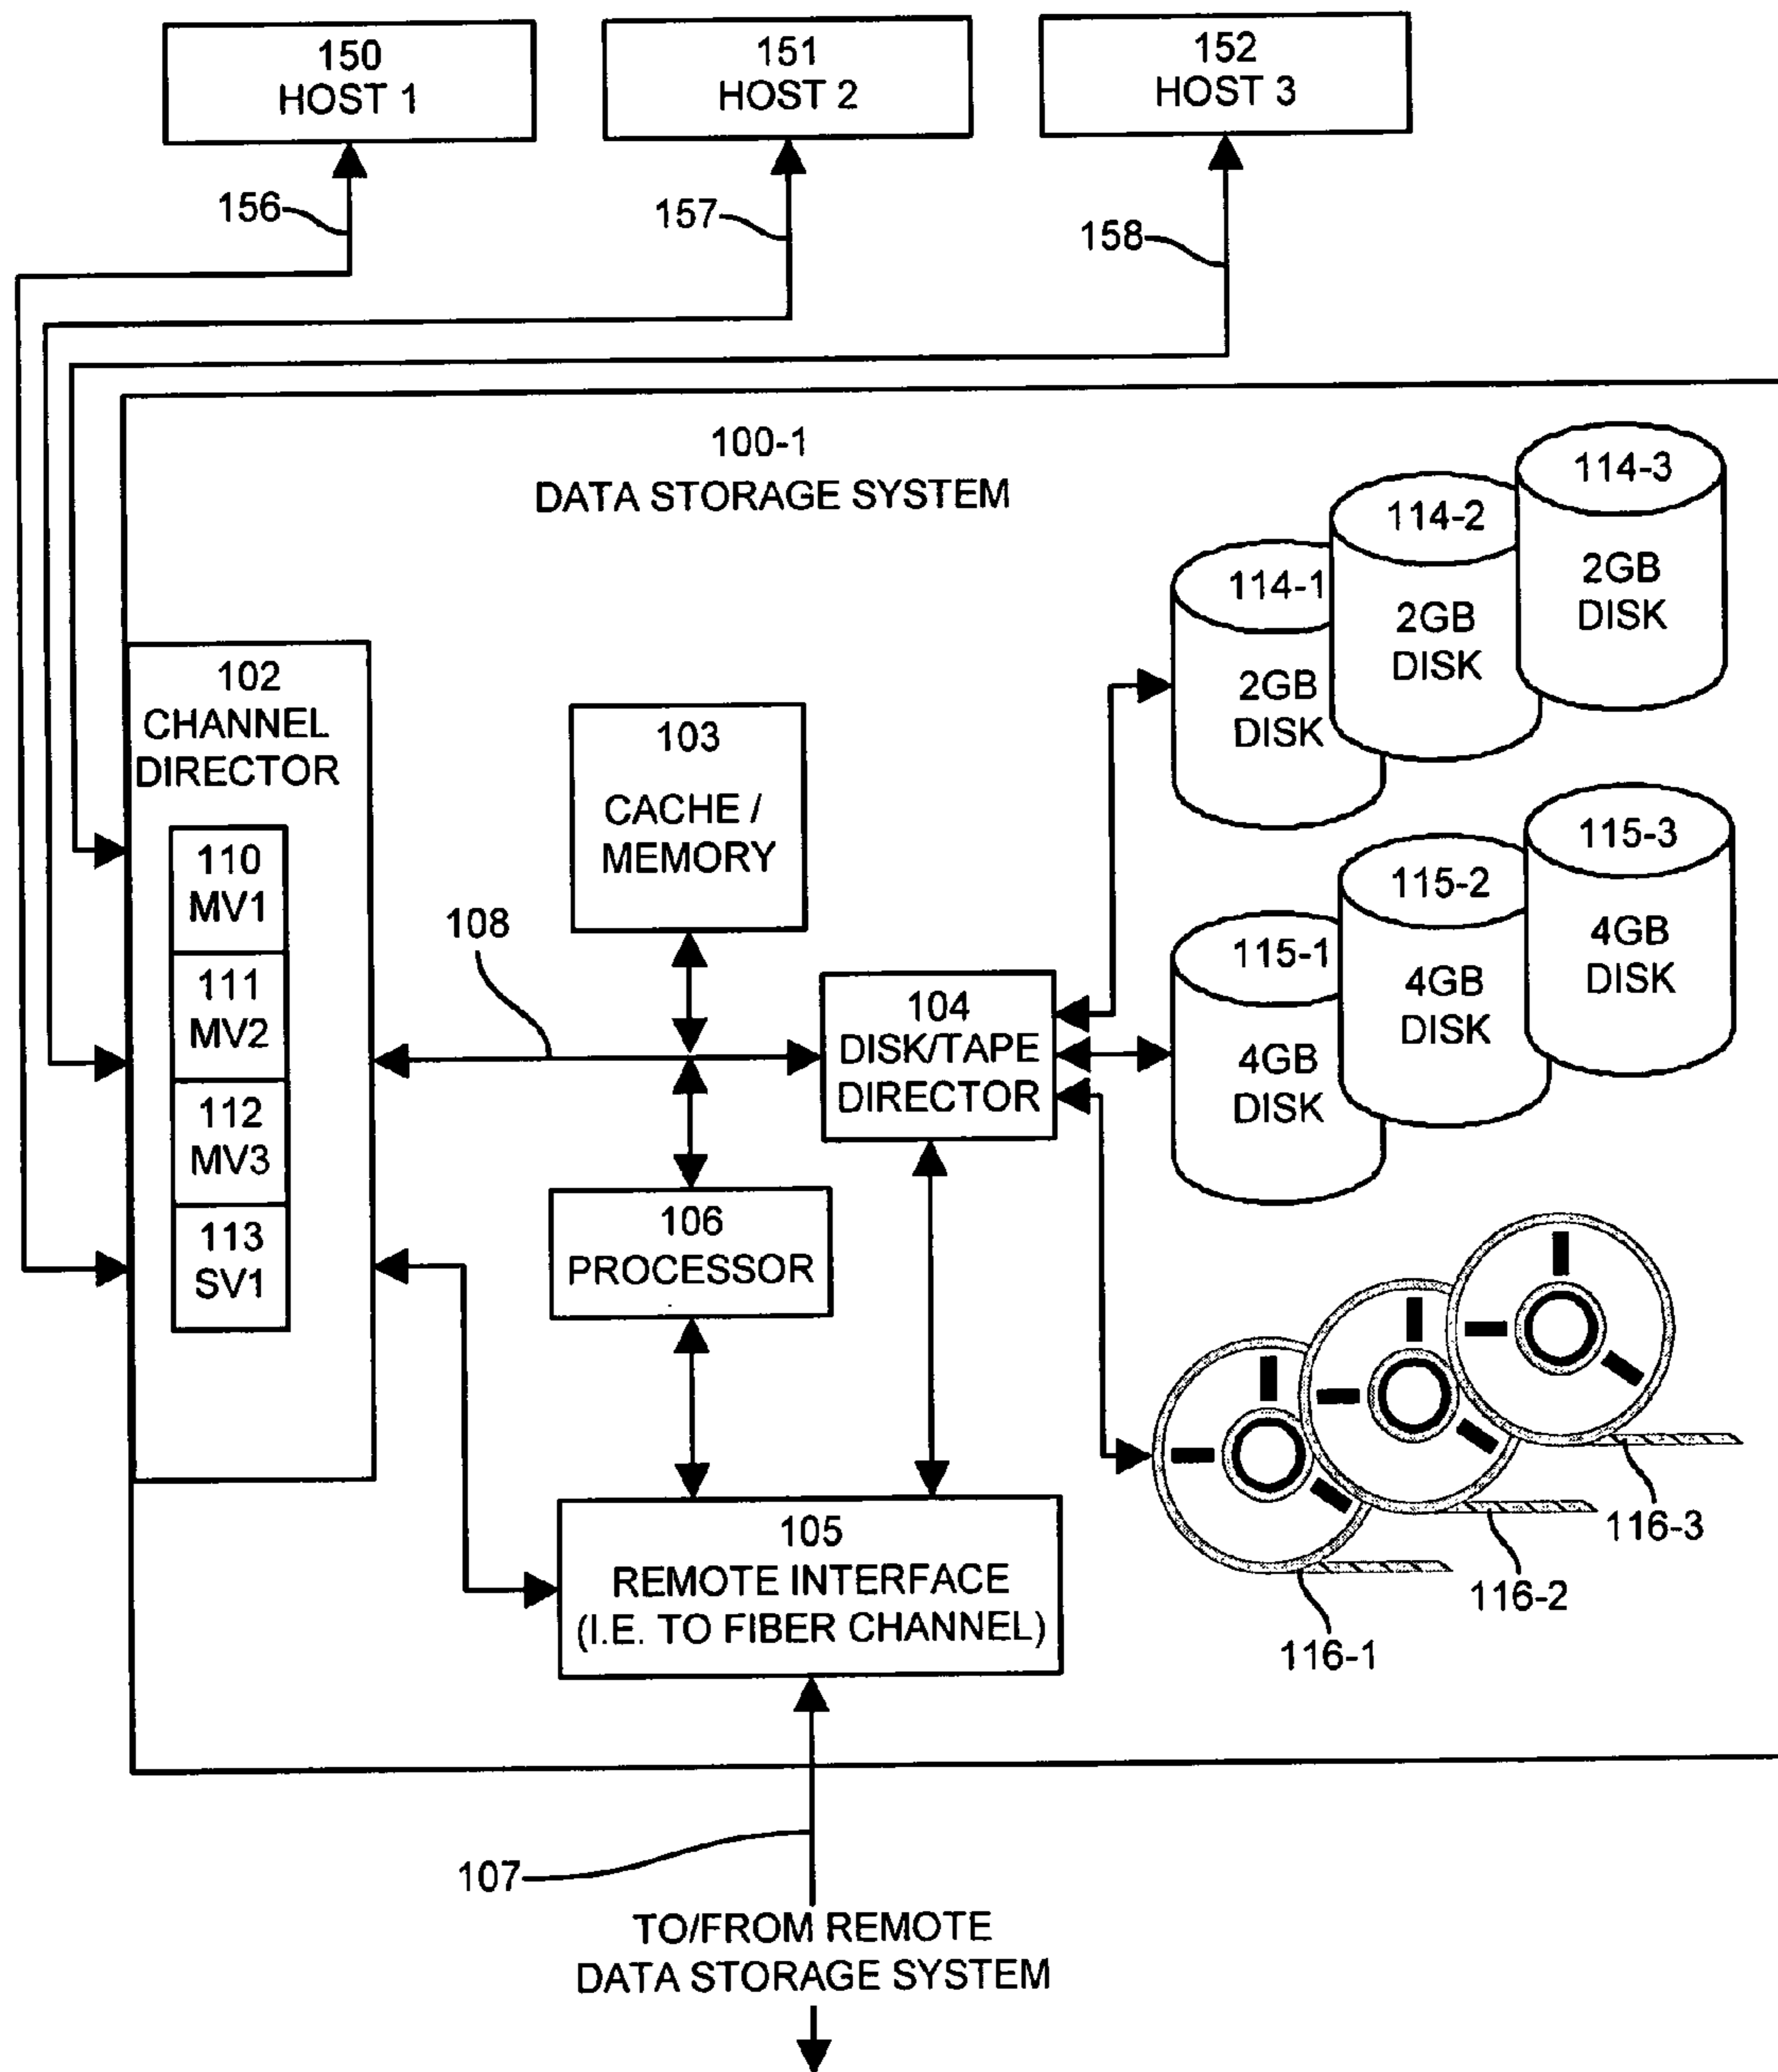 150
HOST 1
151
HOST 2
152
HOST 3
156
157
158
100-1
DATA STORAGE SYSTEM
114-3
2GB
DISK
114-2
2GB
DISK
114-1
2GB
DISK
102
CHANNEL
DIRECTOR
110
MV1
111
MV2
112
MV3
113
SV1
103
CACHE /
MEMORY
108
104
DISK/TAPE
DIRECTOR
115-3
4GB
DISK
115-2
4GB
DISK
115-1
4GB
DISK
106
PROCESSOR
105
REMOTE INTERFACE
(I.E. TO FIBER CHANNEL)
116-3
116-2
116-1
107
TO/FROM REMOTE
DATA STORAGE SYSTEM